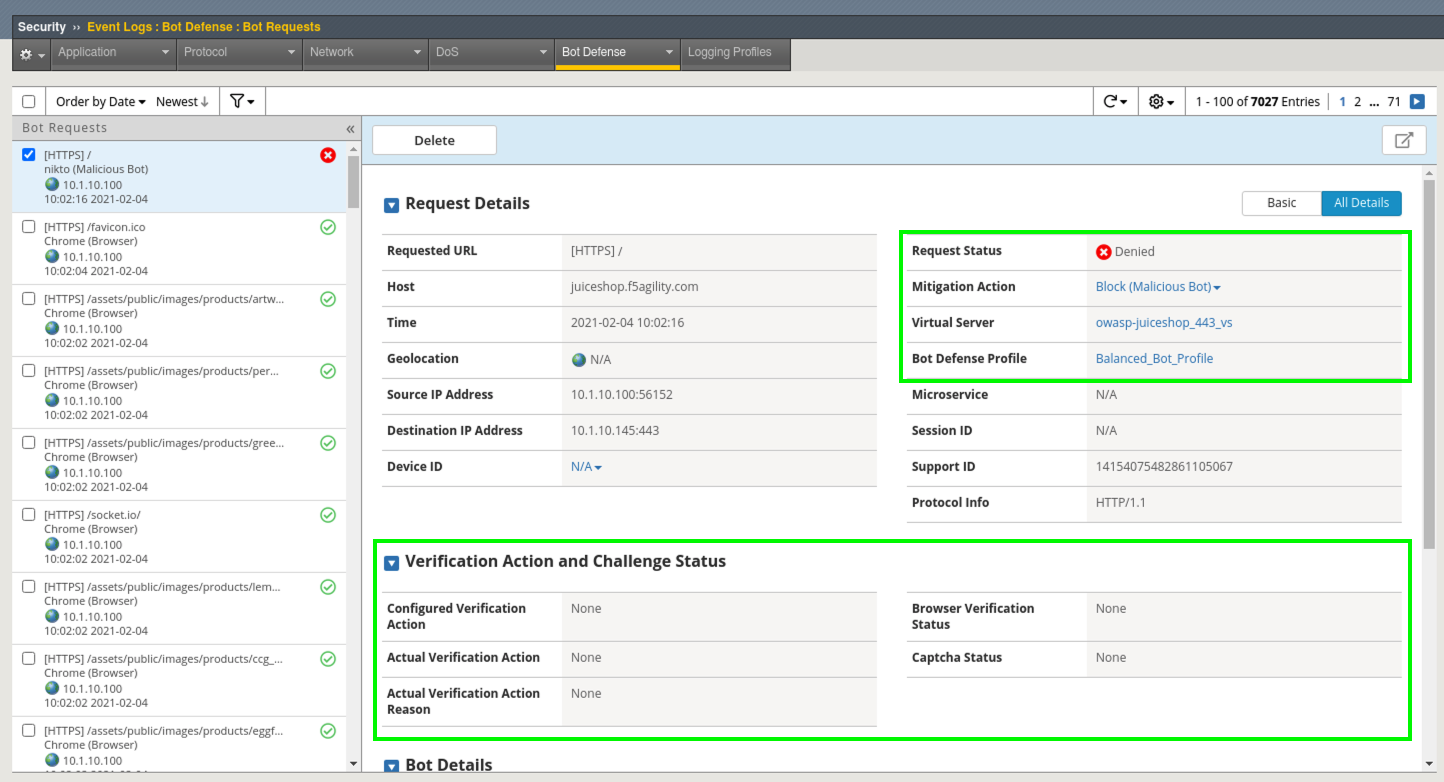 Security ›› Event Logs : Bot Defense : Bot Requests
Application Protocol Network DoS Bot Defense Logging Profiles
Order by Date Newest 1 - 100 of 7027 Entries 1 2 ... 71
Bot Requests «
[HTTPS] /
nikto (Malicious Bot)
10.1.10.100
10:02:16 2021-02-04
[HTTPS] /favicon.ico
Chrome (Browser)
10.1.10.100
10:02:04 2021-02-04
[HTTPS] /assets/public/images/products/artw...
Chrome (Browser)
10.1.10.100
10:02:02 2021-02-04
[HTTPS] /assets/public/images/products/per...
Chrome (Browser)
10.1.10.100
10:02:02 2021-02-04
[HTTPS] /assets/public/images/products/gree...
Chrome (Browser)
10.1.10.100
10:02:02 2021-02-04
[HTTPS] /socket.io/
Chrome (Browser)
10.1.10.100
10:02:02 2021-02-04
[HTTPS] /assets/public/images/products/lem...
Chrome (Browser)
10.1.10.100
10:02:02 2021-02-04
[HTTPS] /assets/public/images/products/ccg_...
Chrome (Browser)
10.1.10.100
10:02:02 2021-02-04
[HTTPS] /assets/public/images/products/eggf...
Chrome (Browser)
10.1.10.100
Delete
Request Details
Basic All Details
Requested URL [HTTPS] /
Host juiceshop.f5agility.com
Time 2021-02-04 10:02:16
Geolocation N/A
Source IP Address 10.1.10.100:56152
Destination IP Address 10.1.10.145:443
Device ID N/A
Request Status Denied
Mitigation Action Block (Malicious Bot)
Virtual Server owasp-juiceshop_443_vs
Bot Defense Profile Balanced_Bot_Profile
Microservice N/A
Session ID N/A
Support ID 14154075482861105067
Protocol Info HTTP/1.1
Verification Action and Challenge Status
Configured Verification None
Action
Actual Verification Action None
Actual Verification Action None
Reason
Browser Verification None
Status
Captcha Status None
Bot Details